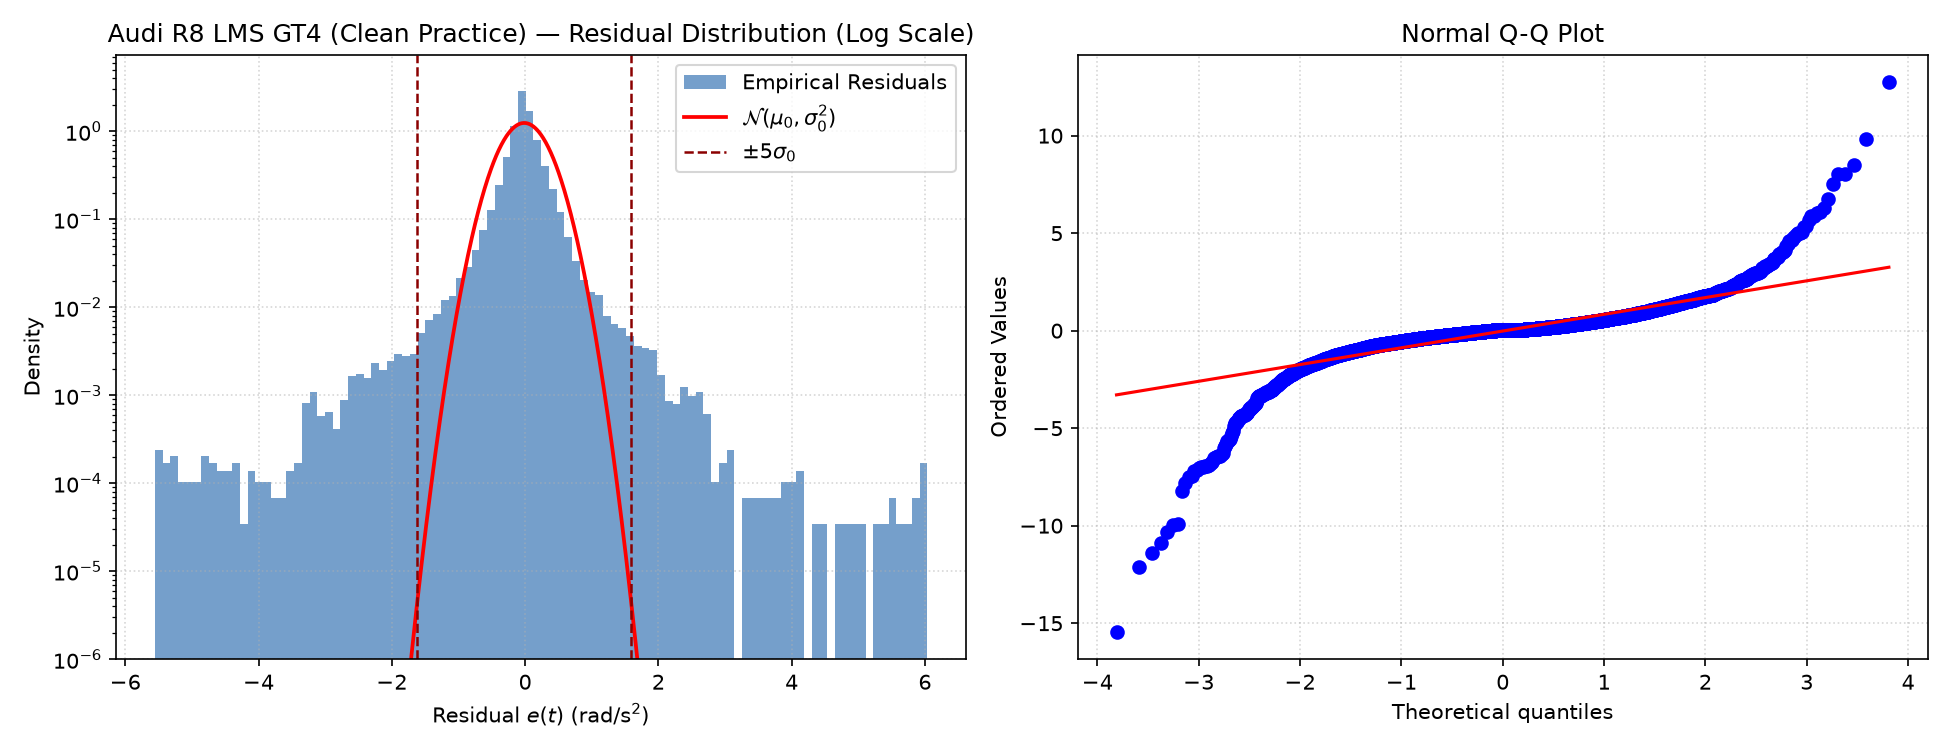 Audi R8 LMS GT4 (Clean Practice) — Residual Distribution (Log Scale)
Empirical Residuals
𝒩(μ₀, σ₀²)
±5σ₀
Density
10⁰
10⁻¹
10⁻²
10⁻³
10⁻⁴
10⁻⁵
10⁻⁶
−6 −4 −2 0 2 4 6
Residual e(t) (rad/s²)
Normal Q-Q Plot
Ordered Values
10
5
0
−5
−10
−15
−4 −3 −2 −1 0 1 2 3 4
Theoretical quantiles